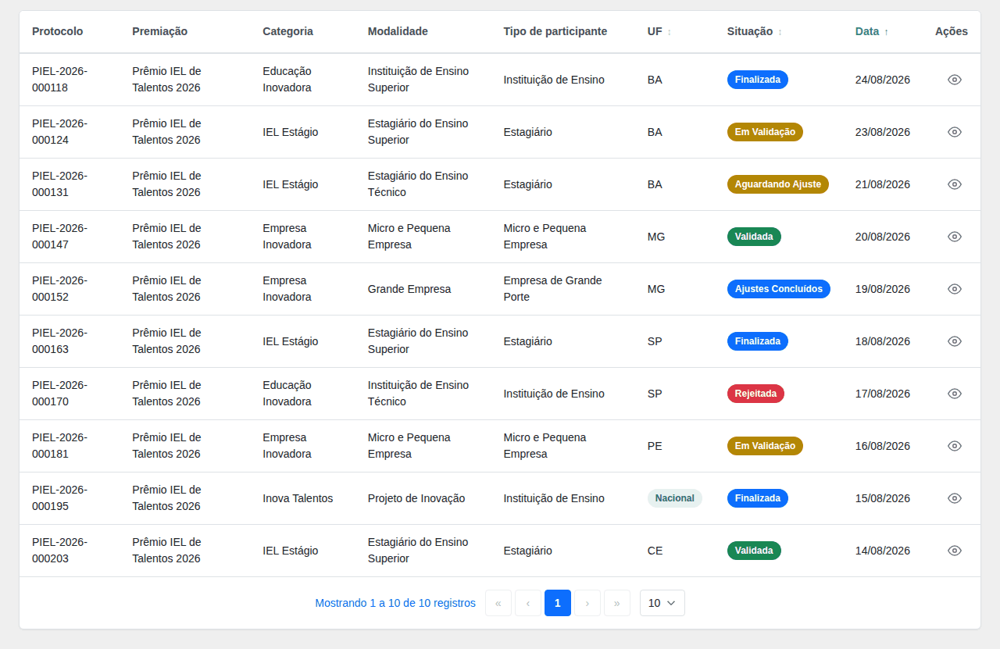 Protocolo Premiação Categoria Modalidade Tipo de participante UF ↕ Situação ↕ Data ↑ Ações
PIEL-2026-
000118
Prêmio IEL de
Talentos 2026
Educação
Inovadora
Instituição de Ensino
Superior
Instituição de Ensino
BA
Finalizada
24/08/2026
PIEL-2026-
000124
Prêmio IEL de
Talentos 2026
IEL Estágio
Estagiário do Ensino
Superior
Estagiário
BA
Em Validação
23/08/2026
PIEL-2026-
000131
Prêmio IEL de
Talentos 2026
IEL Estágio
Estagiário do Ensino
Técnico
Estagiário
BA
Aguardando Ajuste
21/08/2026
PIEL-2026-
000147
Prêmio IEL de
Talentos 2026
Empresa
Inovadora
Micro e Pequena
Empresa
Micro e Pequena
Empresa
MG
Validada
20/08/2026
PIEL-2026-
000152
Prêmio IEL de
Talentos 2026
Empresa
Inovadora
Grande Empresa
Empresa de Grande
Porte
MG
Ajustes Concluídos
19/08/2026
PIEL-2026-
000163
Prêmio IEL de
Talentos 2026
IEL Estágio
Estagiário do Ensino
Superior
Estagiário
SP
Finalizada
18/08/2026
PIEL-2026-
000170
Prêmio IEL de
Talentos 2026
Educação
Inovadora
Instituição de Ensino
Técnico
Instituição de Ensino
SP
Rejeitada
17/08/2026
PIEL-2026-
000181
Prêmio IEL de
Talentos 2026
Empresa
Inovadora
Micro e Pequena
Empresa
Micro e Pequena
Empresa
PE
Em Validação
16/08/2026
PIEL-2026-
000195
Prêmio IEL de
Talentos 2026
Inova Talentos
Projeto de Inovação
Instituição de Ensino
Nacional
Finalizada
15/08/2026
PIEL-2026-
000203
Prêmio IEL de
Talentos 2026
IEL Estágio
Estagiário do Ensino
Superior
Estagiário
CE
Validada
14/08/2026
Mostrando 1 a 10 de 10 registros « ‹ 1 › » 10